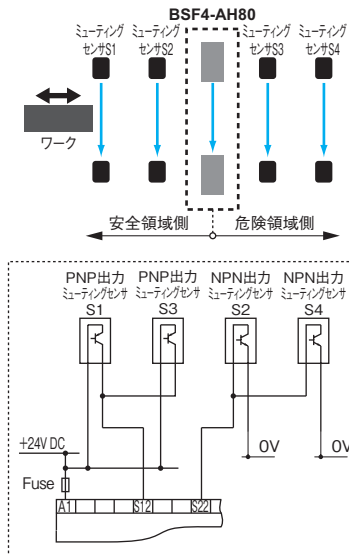 BSF4-AH80
ミューティング ミューティング ミューティング ミューティング
センサS1 センサS2 センサS3 センサS4
ワーク
安全領域側 危険領域側
PNP出力 PNP出力 NPN出力 NPN出力
ミューティングセンサ ミューティングセンサ ミューティングセンサ ミューティングセンサ
S1 S3 S2 S4
+24V DC
0V 0V
Fuse
A1 S12 S22